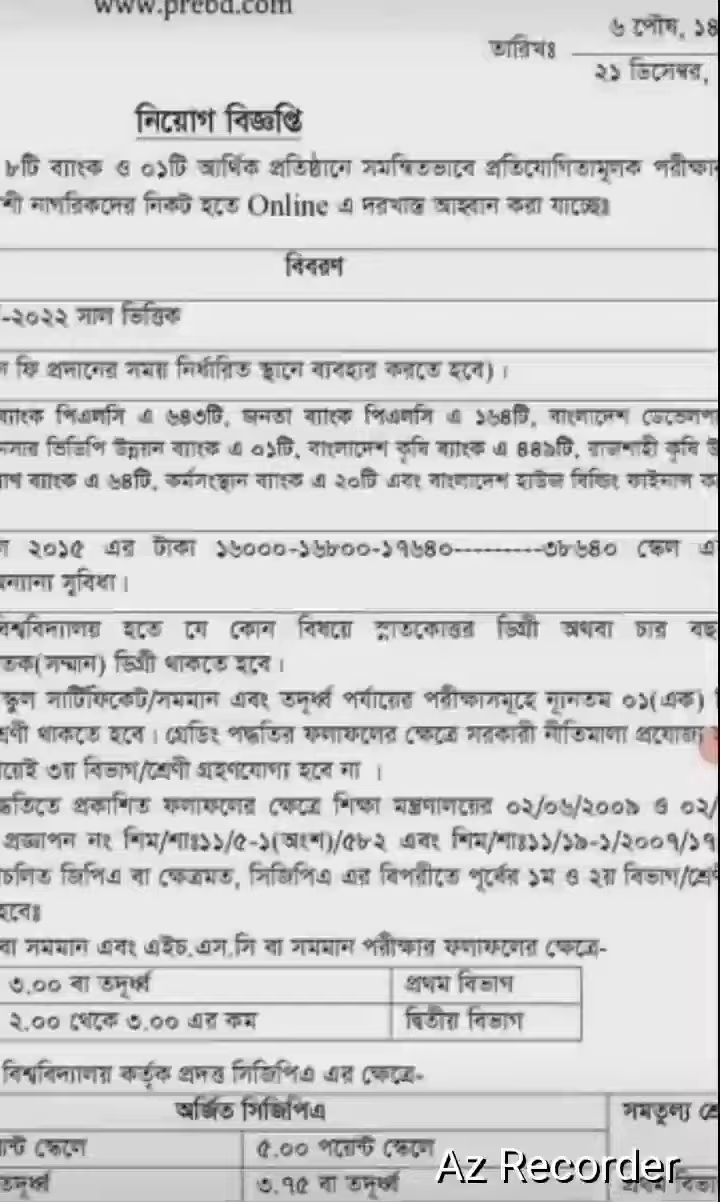 www.prebd.com
৬ পৌষ, ১৪
তারিখঃ
২১ ডিসেম্বর,
নিয়োগ বিজ্ঞপ্তি
৮টি ব্যাংক ও ০১টি আর্থিক প্রতিষ্ঠানে সমন্বিতভাবে প্রতিযোগিতামূলক পরীক্ষার
শী নাগরিকদের নিকট হতে Online এ দরখাস্ত আহ্বান করা যাচ্ছেঃ
বিবরণ
-২০২২ সাল ভিত্তিক
ফি প্রদানের সময় নির্ধারিত স্থানে ব্যবহার করতে হবে)।
ব্যাংক পিএলসি এ ৬৪৩টি, জনতা ব্যাংক পিএলসি এ ১৬৪টি, বাংলাদেশ ডেভেলপ
নসার ভিডিপি উন্নয়ন ব্যাংক এ ০১টি, বাংলাদেশ কৃষি ব্যাংক এ ৪৪৯টি, রাজশাহী কৃষি উ
ব্যাংক এ ৬৪টি, কর্মসংস্থান ব্যাংক এ ২০টি এবং বাংলাদেশ হাউজ বিল্ডিং ফাইনান্স ক
২০১৫ এর টাকা ১৬০০০-১৬৮০০-১৭৬৪০---------৩৮৬৪০ স্কেল এ
ন্যান্য সুবিধা।
বিশ্ববিদ্যালয় হতে যে কোন বিষয়ে স্নাতকোত্তর ডিগ্রী অথবা চার বছ
তক(সম্মান) ডিগ্রী থাকতে হবে।
স্কুল সার্টিফিকেট/সমমান এবং তদূর্ধ্ব পর্যায়ের পরীক্ষাসমূহে ন্যূনতম ০১(এক)
শ্রেণী থাকতে হবে। গ্রেডিং পদ্ধতির ফলাফলের ক্ষেত্রে সরকারী নীতিমালা প্রযোজ্য
য়েই ৩য় বিভাগ/শ্রেণী গ্রহণযোগ্য হবে না ।
দ্ধতিতে প্রকাশিত ফলাফলের ক্ষেত্রে শিক্ষা মন্ত্রণালয়ের ০২/০৬/২০০৯ ও ০২/
প্রজ্ঞাপন নং শিম/শাঃ১১/৫-১(অংশ)/৫৮২ এবং শিম/শাঃ১১/১৯-১/২০০৭/১৭
চলিত জিপিএ বা ক্ষেত্রমত, সিজিপিএ এর বিপরীতে পূর্বের ১ম ও ২য় বিভাগ/শ্রে
হবেঃ
বা সমমান এবং এইচ.এস.সি বা সমমান পরীক্ষার ফলাফলের ক্ষেত্রে-
৩.০০ বা তদূর্ধ্ব প্রথম বিভাগ
২.০০ থেকে ৩.০০ এর কম দ্বিতীয় বিভাগ
বিশ্ববিদ্যালয় কর্তৃক প্রদত্ত সিজিপিএ এর ক্ষেত্রে-
অর্জিত সিজিপিএ সমতুল্য শ্রে
ন্ট স্কেলে ৫.০০ পয়েন্ট স্কেলে
তদূর্ধ্ব ৩.৭৫ বা তদূর্ধ্ব প্রথম বিভা
Az Recorder